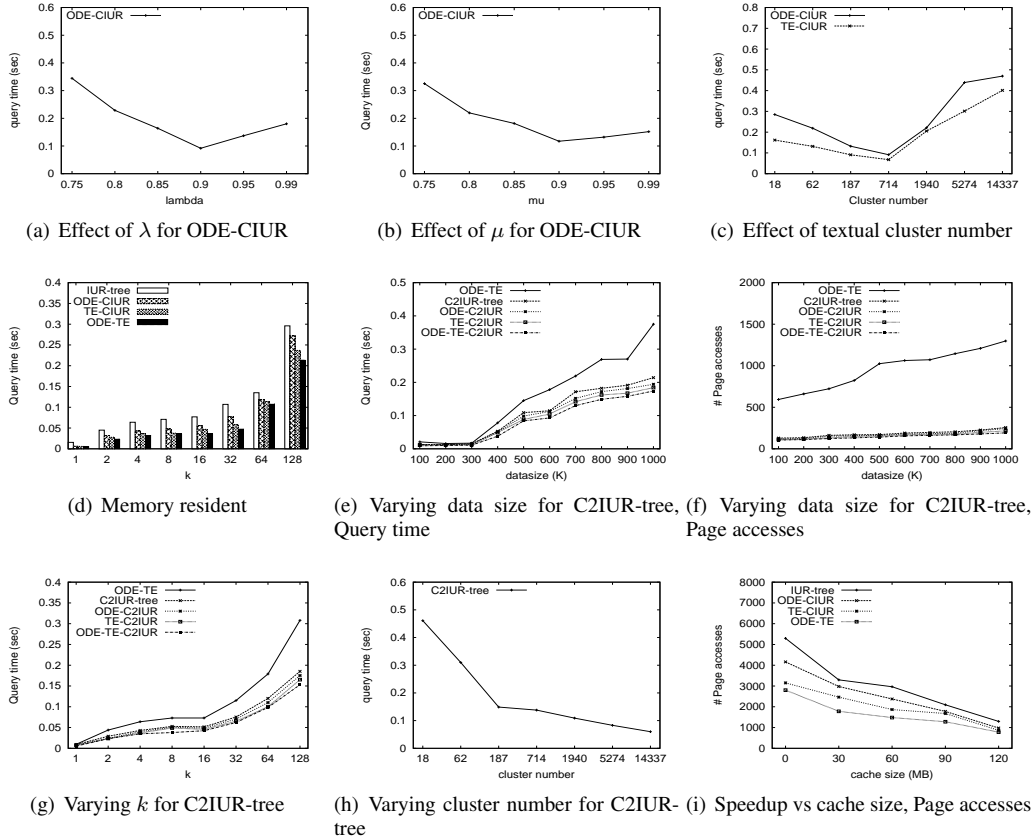 ODE-CIUR
query time (sec)
0.5
0.4
0.3
0.2
0.1
0
0.75 0.8 0.85 0.9 0.95 0.99
lambda
(a) Effect of λ for ODE-CIUR
ODE-CIUR
Query time (sec)
0.5
0.4
0.3
0.2
0.1
0
0.75 0.8 0.85 0.9 0.95 0.99
mu
(b) Effect of μ for ODE-CIUR
ODE-CIUR
TE-CIUR
query time (sec)
0.8
0.7
0.6
0.5
0.4
0.3
0.2
0.1
0
18 62 187 714 1940 5274 14337
Cluster number
(c) Effect of textual cluster number
IUR-tree
ODE-CIUR
TE-CIUR
ODE-TE
Query time (sec)
0.4
0.35
0.3
0.25
0.2
0.15
0.1
0.05
0
1 2 4 8 16 32 64 128
k
(d) Memory resident
ODE-TE
C2IUR-tree
ODE-C2IUR
TE-C2IUR
ODE-TE-C2IUR
Query time (sec)
0.5
0.4
0.3
0.2
0.1
0
100 200 300 400 500 600 700 800 900 1000
datasize (K)
(e) Varying data size for C2IUR-tree,
Query time
ODE-TE
C2IUR-tree
ODE-C2IUR
TE-C2IUR
ODE-TE-C2IUR
# Page accesses
2000
1500
1000
500
0
100 200 300 400 500 600 700 800 900 1000
datasize (K)
(f) Varying data size for C2IUR-tree,
Page accesses
ODE-TE
C2IUR-tree
ODE-C2IUR
TE-C2IUR
ODE-TE-C2IUR
Query time (sec)
0.4
0.35
0.3
0.25
0.2
0.15
0.1
0.05
0
1 2 4 8 16 32 64 128
k
(g) Varying k for C2IUR-tree
C2IUR-tree
query time (sec)
0.6
0.5
0.4
0.3
0.2
0.1
0
18 62 187 714 1940 5274 14337
cluster number
(h) Varying cluster number for C2IUR-
tree
IUR-tree
ODE-CIUR
TE-CIUR
ODE-TE
# Page accesses
8000
7000
6000
5000
4000
3000
2000
1000
0
0 30 60 90 120
cache size (MB)
(i) Speedup vs cache size, Page accesses